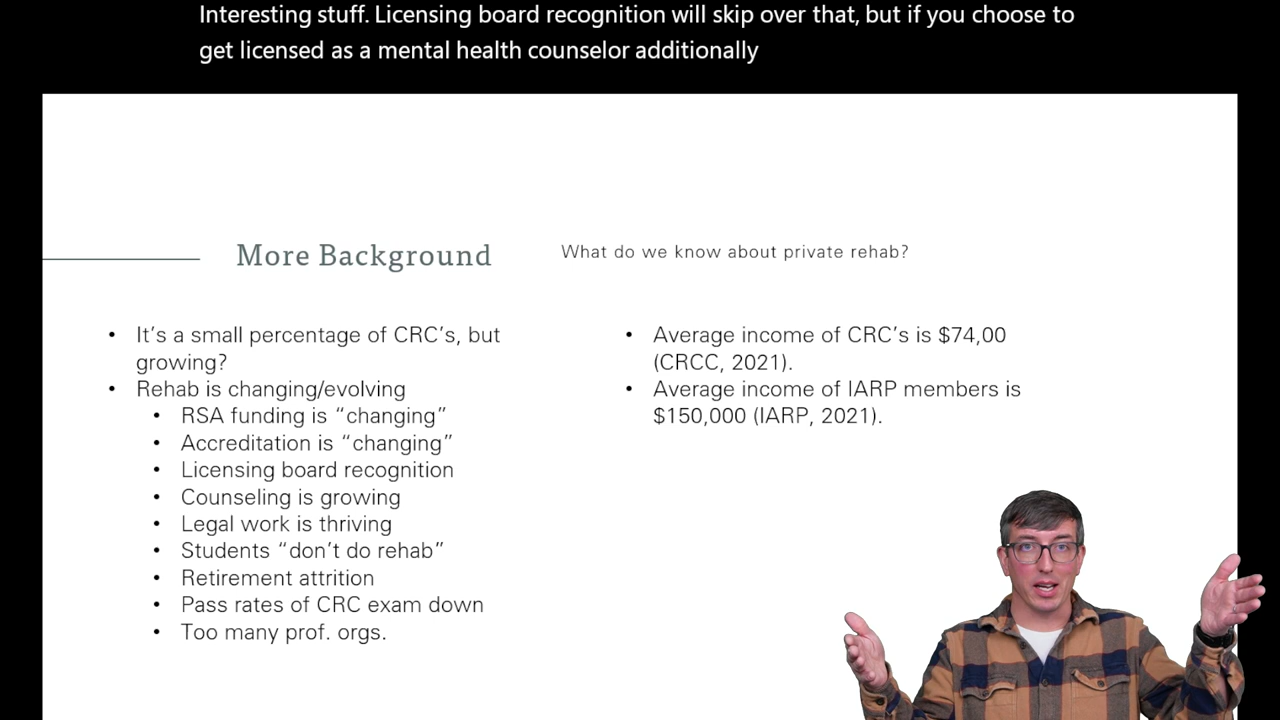 Interesting stuff. Licensing board recognition will skip over that, but if you choose to
get licensed as a mental health counselor additionally
More Background
What do we know about private rehab?
• It's a small percentage of CRC's, but
growing?
• Rehab is changing/evolving
• RSA funding is “changing”
• Accreditation is “changing”
• Licensing board recognition
• Counseling is growing
• Legal work is thriving
• Students “don't do rehab”
• Retirement attrition
• Pass rates of CRC exam down
• Too many prof. orgs.
• Average income of CRC's is $74,00
(CRCC, 2021).
• Average income of IARP members is
$150,000 (IARP, 2021).